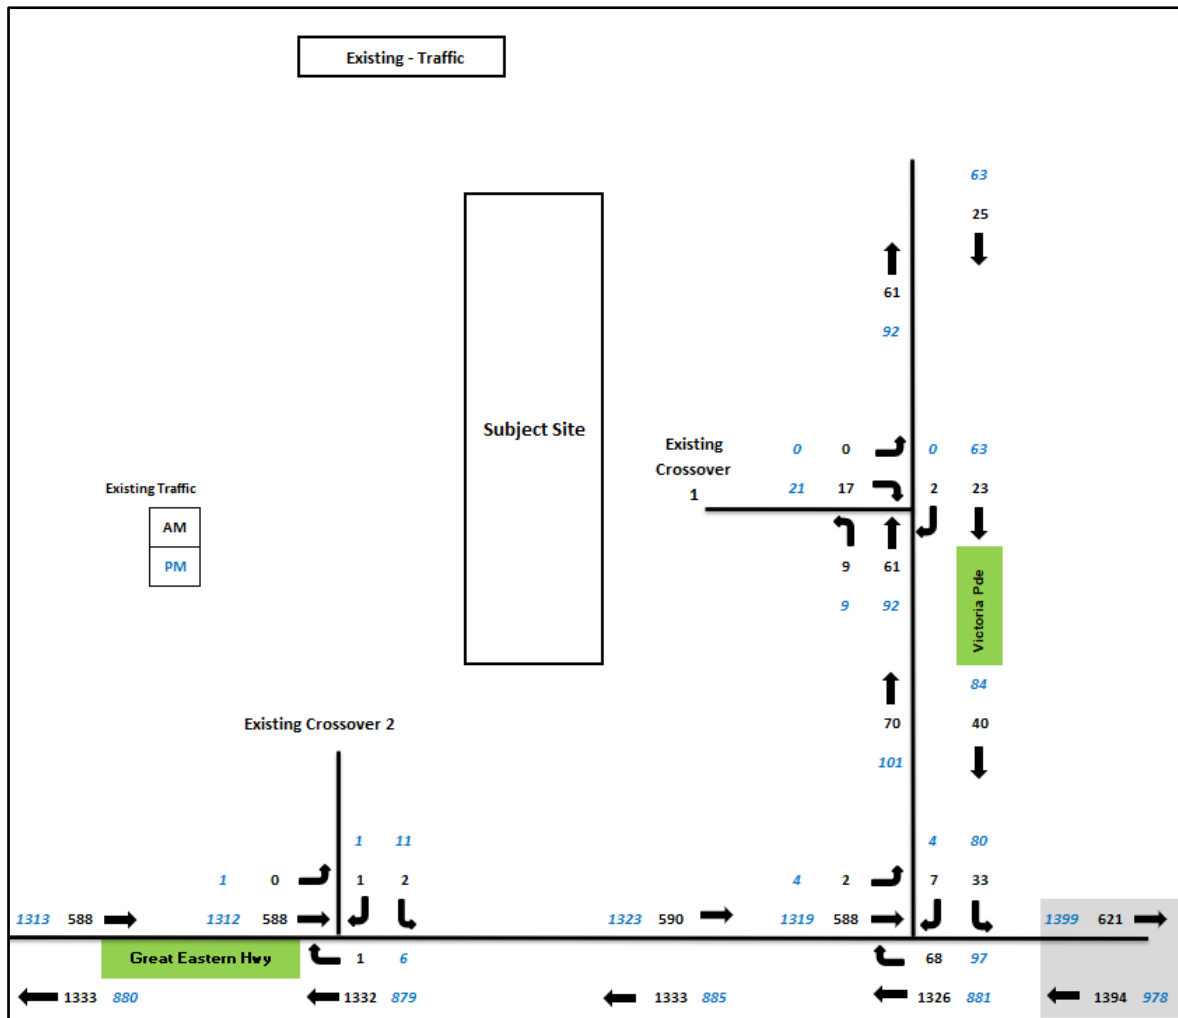 Existing - Traffic
63
25
61
92
Subject Site
Existing
Crossover
1
0 0 0 63
21 17 2 23
Existing Traffic
AM
PM
9 61
9 92
Victoria Pde
84
70 40
101
Existing Crossover 2
1 11 4 80
1 0 1 2 4 2 7 33
1313 588 1312 588 1323 590 1319 588 1399 621
Great Eastern Hwy
1 6 68 97
1333 880 1332 879 1333 885 1326 881 1394 978